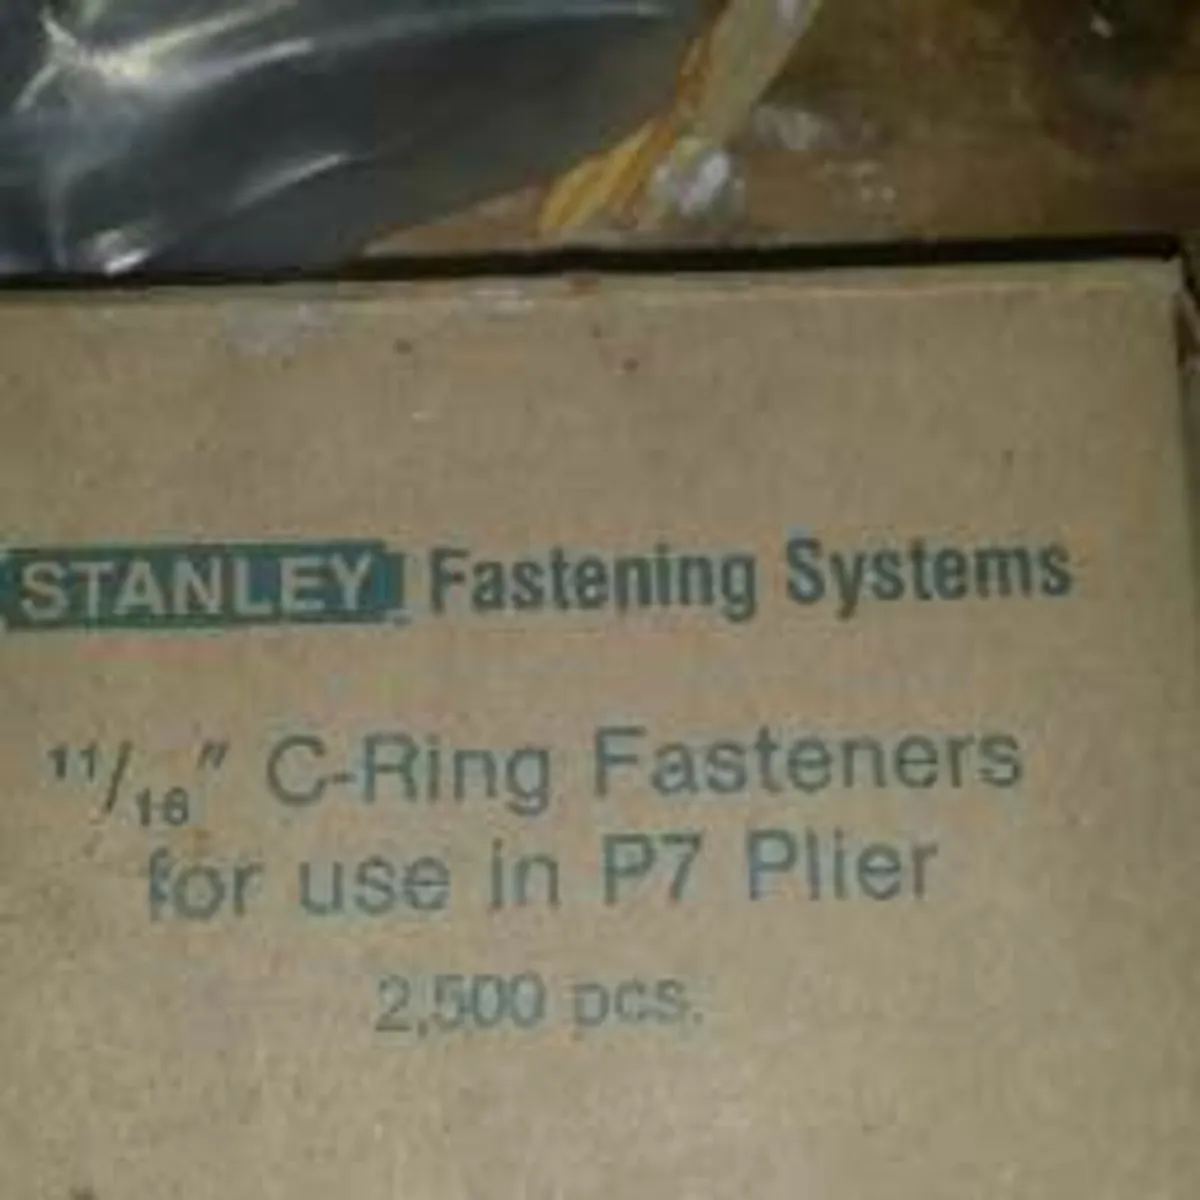 STANLEY Fastening Systems
11/16" C-Ring Fasteners
for use in P7 Plier
2,500 pcs.